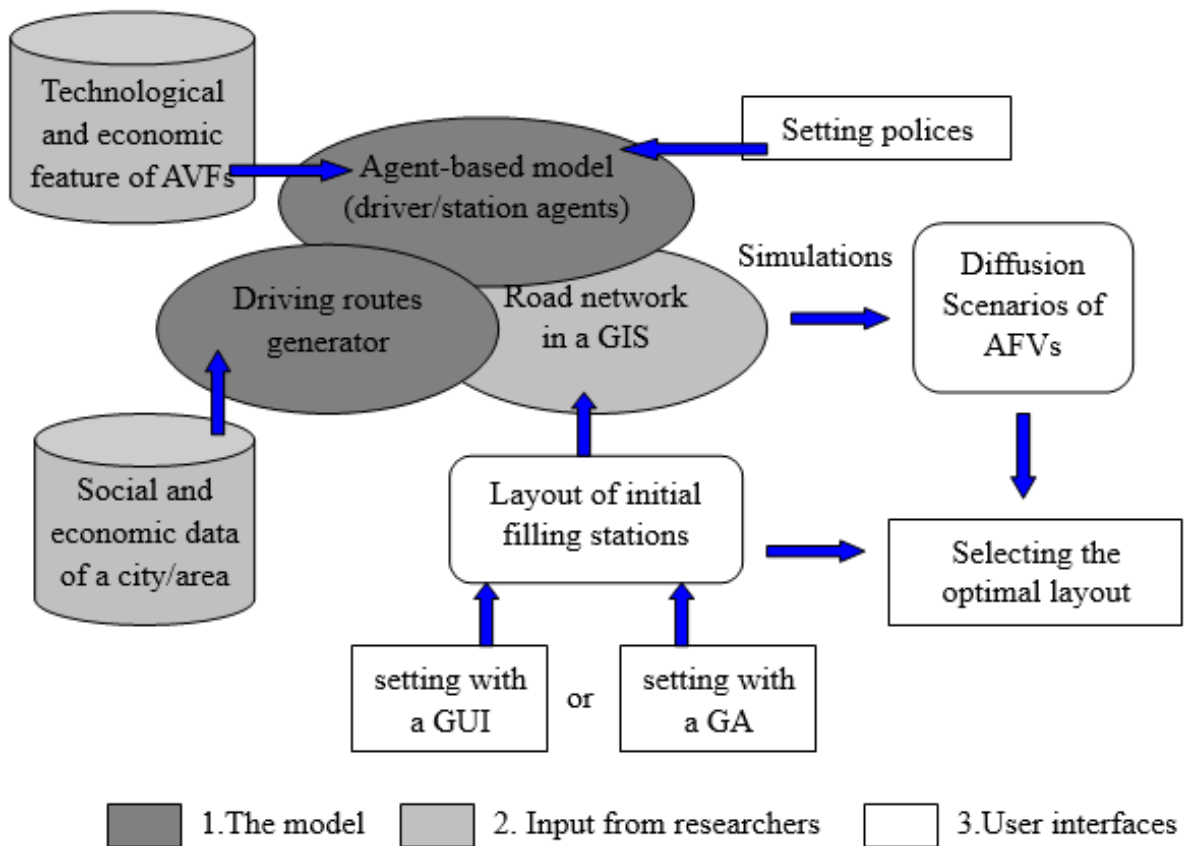 Technological
and economic
feature of AVFs
Setting polices
Agent-based model
(driver/station agents)
Simulations
Diffusion
Scenarios of
AFVs
Driving routes
generator
Road network
in a GIS
Social and
economic data
of a city/area
Layout of initial
filling stations
Selecting the
optimal layout
setting with
a GUI
or
setting with
a GA
1.The model
2. Input from researchers
3.User interfaces